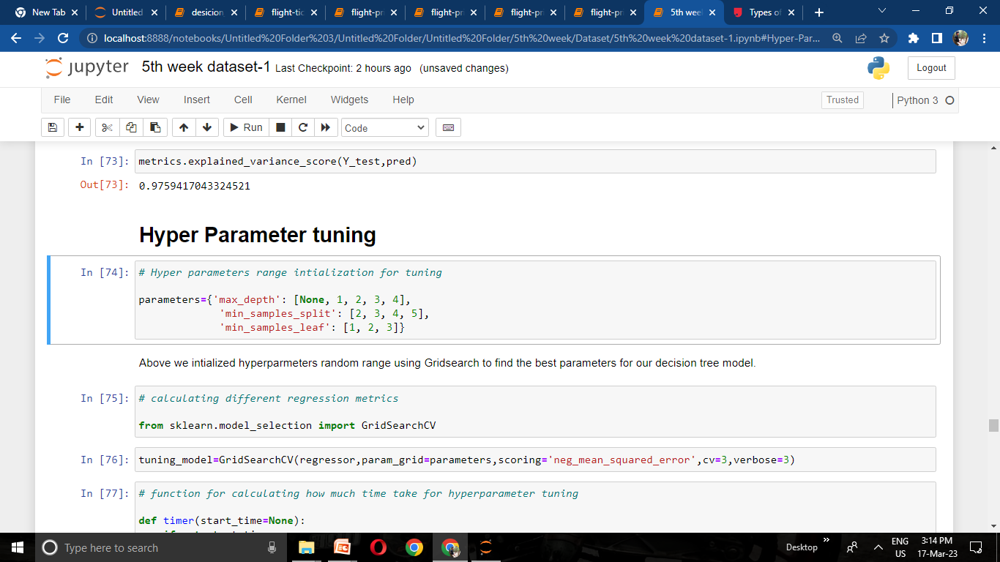 New Tab
Untitled
desicion
flight-tic
flight-pr
flight-pr
flight-pr
flight-pr
5th wee
Types of
localhost:8888/notebooks/Untitled%20Folder%203/Untitled%20Folder/Untitled%20Folder/5th%20week/Dataset/5th%20week%20dataset-1.ipynb#Hyper-Par...
jupyter 5th week dataset-1 Last Checkpoint: 2 hours ago (unsaved changes)
Logout
File Edit View Insert Cell Kernel Widgets Help
Trusted
Python 3
Run
Code
In [73]: metrics.explained_variance_score(Y_test,pred)
Out[73]: 0.9759417043324521
Hyper Parameter tuning
In [74]: # Hyper parameters range intialization for tuning
parameters={'max_depth': [None, 1, 2, 3, 4],
'min_samples_split': [2, 3, 4, 5],
'min_samples_leaf': [1, 2, 3]}
Above we intialized hyperparmeters random range using Gridsearch to find the best parameters for our decision tree model.
In [75]: # calculating different regression metrics
from sklearn.model_selection import GridSearchCV
In [76]: tuning_model=GridSearchCV(regressor,param_grid=parameters,scoring='neg_mean_squared_error',cv=3,verbose=3)
In [77]: # function for calculating how much time take for hyperparameter tuning
def timer(start_time=None):
Type here to search
Desktop
ENG
US
3:14 PM
17-Mar-23